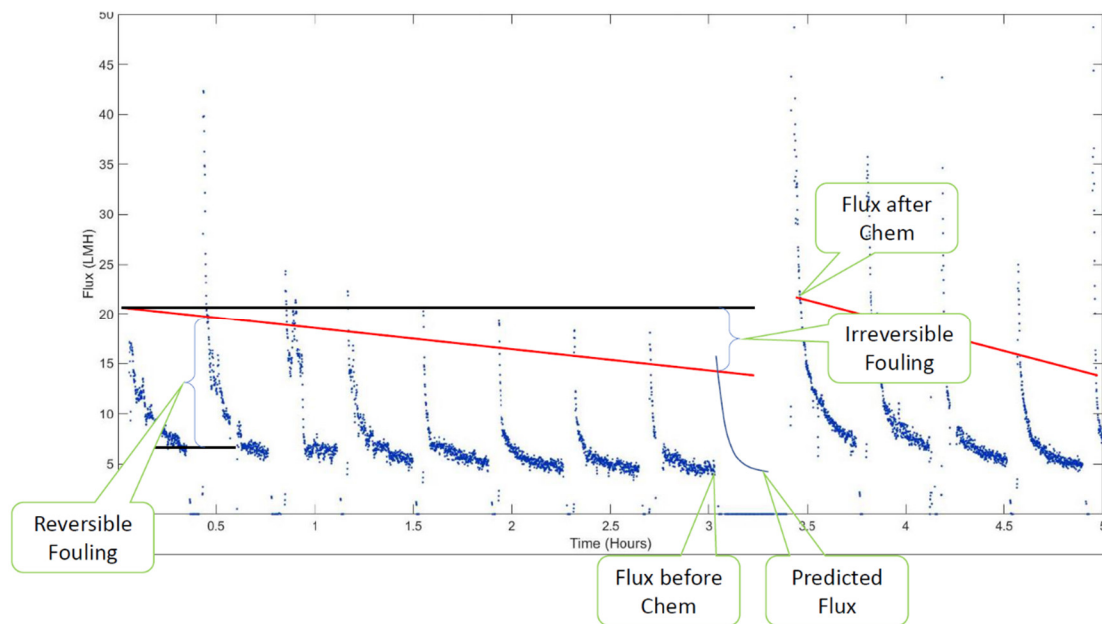 50
45
40
35
30
25
20
15
10
5
Flux (LMH)
0.5
1
1.5
2
2.5
3
3.5
4
4.5
5
Time (Hours)
Flux after
Chem
Irreversible
Fouling
Reversible
Fouling
Flux before
Chem
Predicted
Flux